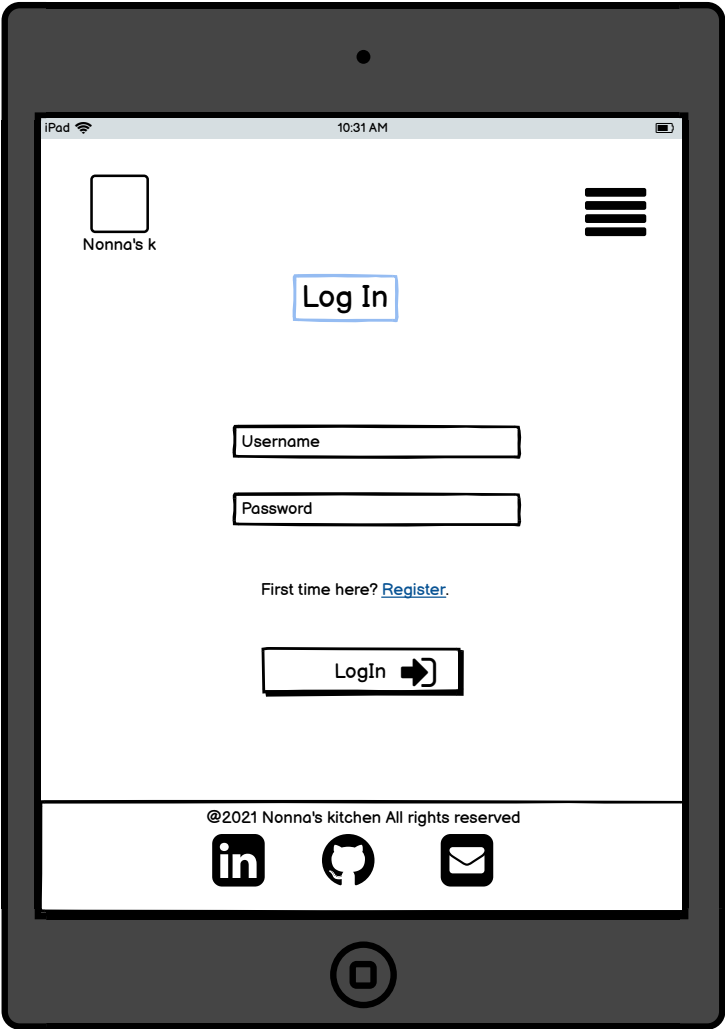 iPad 10:31 AM
Nonna's k
Log In
Username
Password
First time here? Register.
LogIn
@2021 Nonna's kitchen All rights reserved
in